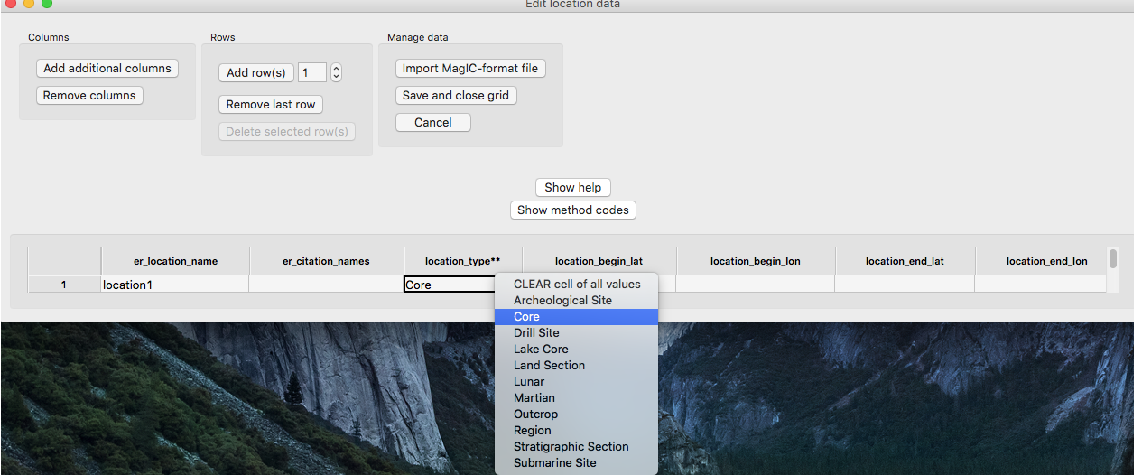 Edit location data
Columns
Rows
Manage data
Add additional columns
Add row(s) 1
Import MagIC-format file
Remove columns
Remove last row
Save and close grid
Delete selected row(s)
Cancel
Show help
Show method codes
er_location_name er_citation_names location_type** location_begin_lat location_begin_lon location_end_lat location_end_lon
1 location1 Core
CLEAR cell of all values
Archeological Site
Core
Drill Site
Lake Core
Land Section
Lunar
Martian
Outcrop
Region
Stratigraphic Section
Submarine Site